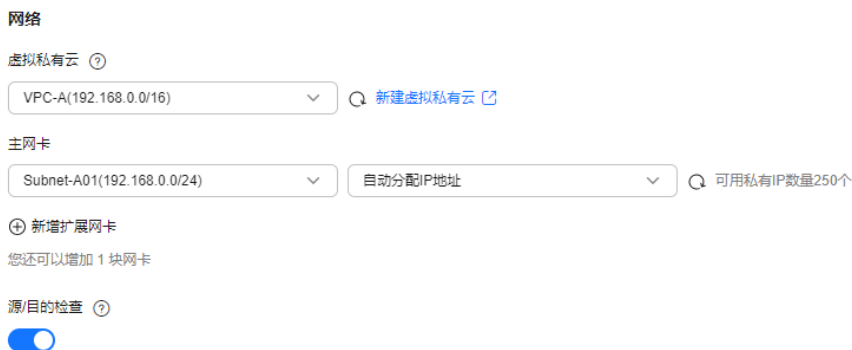 网络
虚拟私有云 ?
VPC-A(192.168.0.0/16) 新建虚拟私有云
主网卡
Subnet-A01(192.168.0.0/24) 自动分配IP地址 可用私有IP数量250个
新增扩展网卡
您还可以增加 1 块网卡
源/目的检查 ?